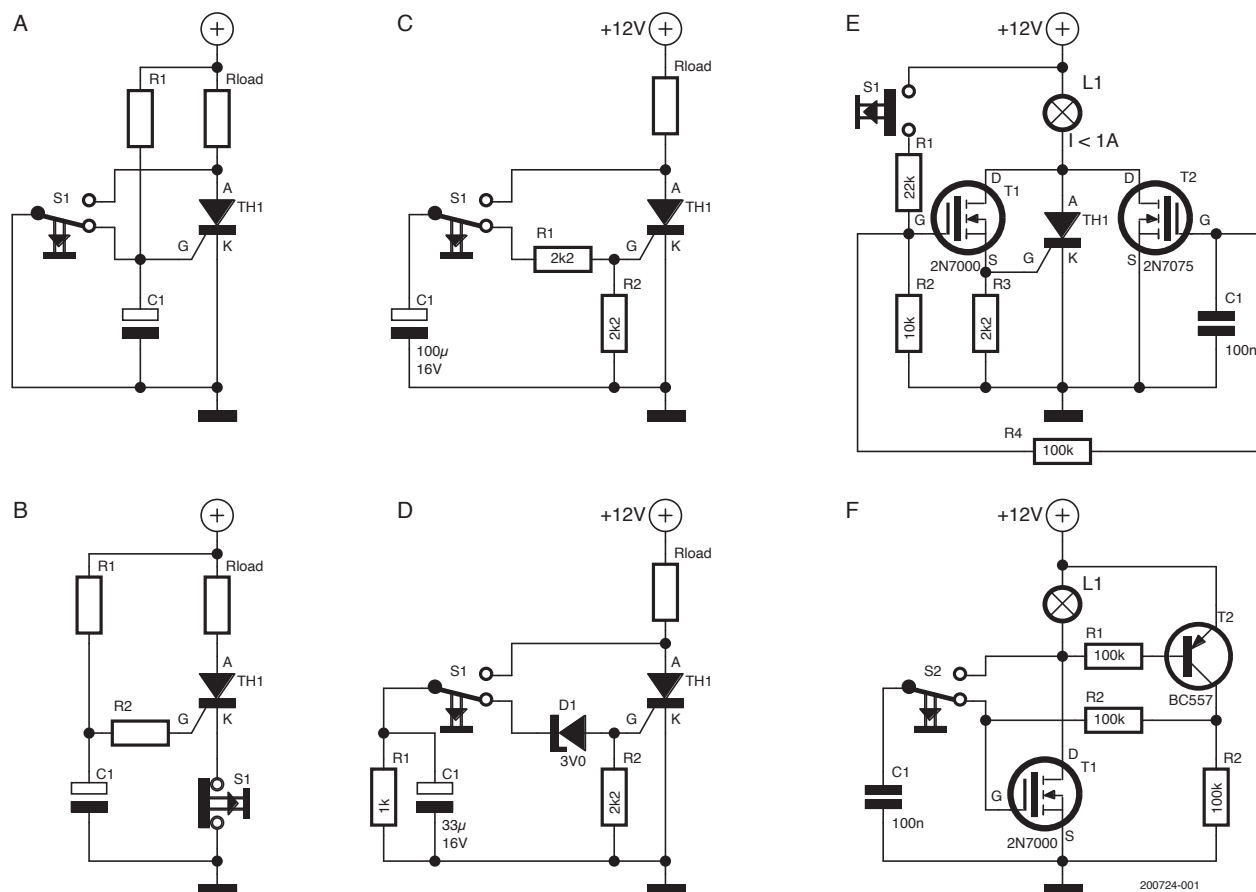 A
R1
Rload
S1
A
TH1
G
K
C1
C
+12V
Rload
S1
A
TH1
R1
2k2
G
K
R2
2k2
C1
100µ
16V
E
+12V
L1
S1
I < 1A
R1
22k
D
T1
D
T2
A
TH1
G
G
S
G
K
S
2N7000
2N7075
R2
10k
R3
2k2
C1
100n
R4
100k
B
R1
Rload
A
TH1
R2
G
K
C1
S1
D
+12V
Rload
S1
A
TH1
D1
3V0
G
K
R1
1k
C1
33µ
16V
R2
2k2
F
+12V
L1
T2
R1
100k
S2
BC557
R2
100k
D
T1
C1
100n
G
R2
100k
2N7000
S
200724-001